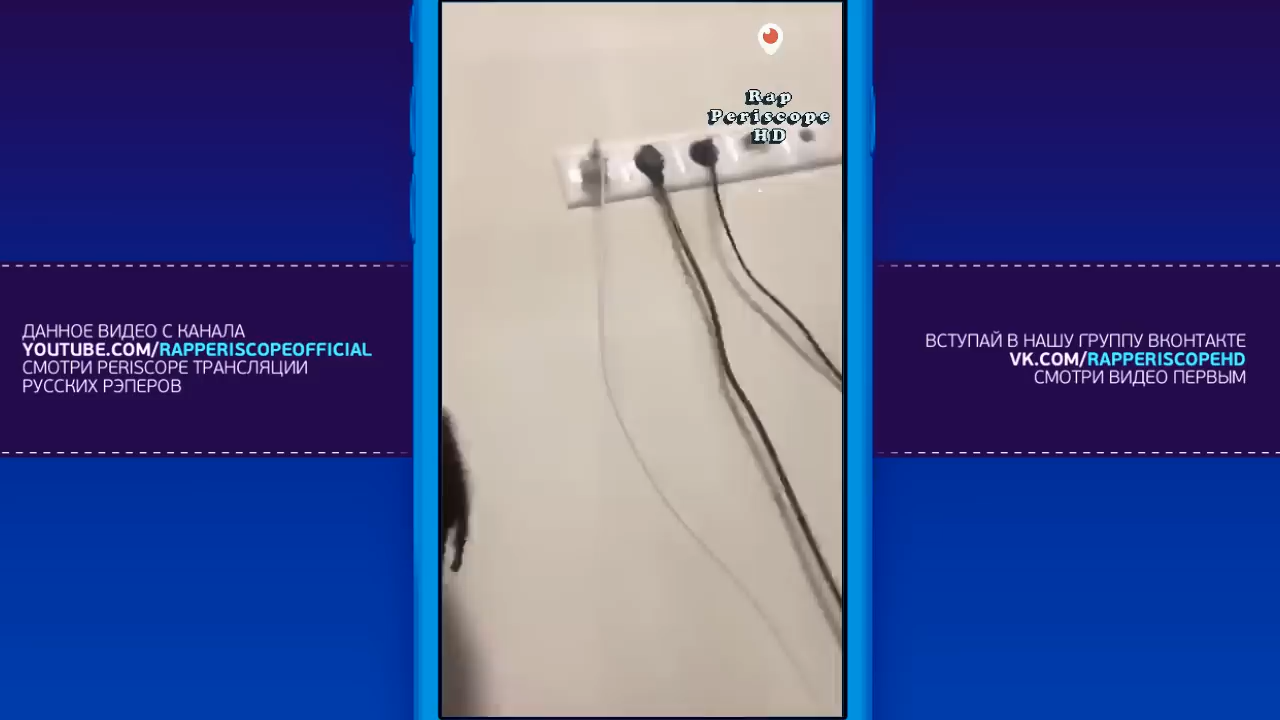 Rap
Periscope
HD
ДАННОЕ ВИДЕО С КАНАЛА
YOUTUBE.COM/RAPPERISCOPEOFFICIAL
СМОТРИ PERISCOPE ТРАНСЛЯЦИИ
РУССКИХ РЭПЕРОВ
ВСТУПАЙ В НАШУ ГРУППУ ВКОНТАКТЕ
VK.COM/RAPPERISCOPEHD
СМОТРИ ВИДЕО ПЕРВЫМ